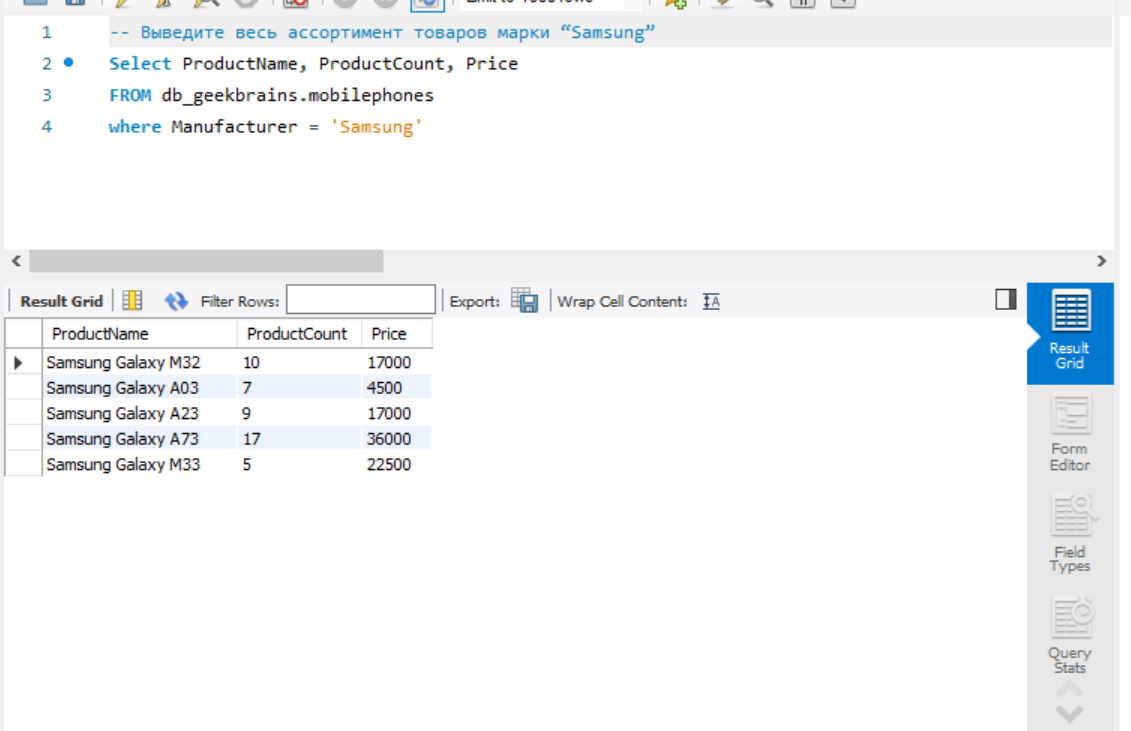 1 -- Выведите весь ассортимент товаров марки “Samsung”
2 Select ProductName, ProductCount, Price
3 FROM db_geekbrains.mobilephones
4 where Manufacturer = 'Samsung'
Result Grid Filter Rows: Export: Wrap Cell Content: IA
ProductName ProductCount Price
Samsung Galaxy M32 10 17000
Samsung Galaxy A03 7 4500
Samsung Galaxy A23 9 17000
Samsung Galaxy A73 17 36000
Samsung Galaxy M33 5 22500
Result
Grid
Form
Editor
Field
Types
Query
Stats